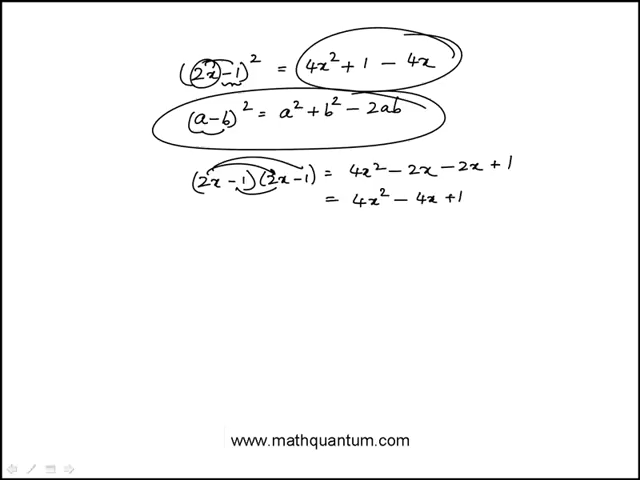 (2x-1)² = 4x² + 1 - 4x
(a-b)² = a² + b² - 2ab
(2x-1)(2x-1) = 4x² - 2x - 2x + 1
= 4x² - 4x + 1
www.mathquantum.com